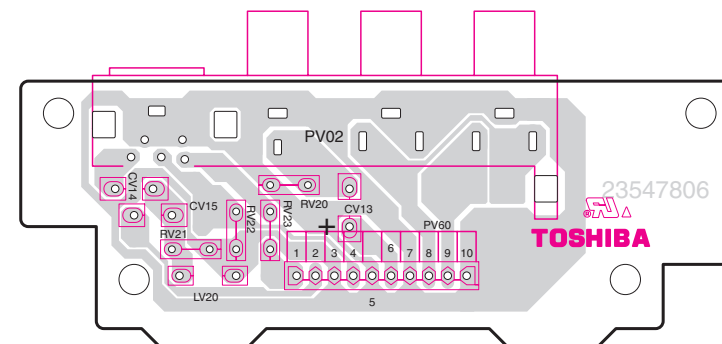 PV02
23547806
CV14
CV15
RV20
CV13
RV22
RV23
PV60
RV21
TOSHIBA
1 2 3 4 6 7 8 9 10
LV20
5